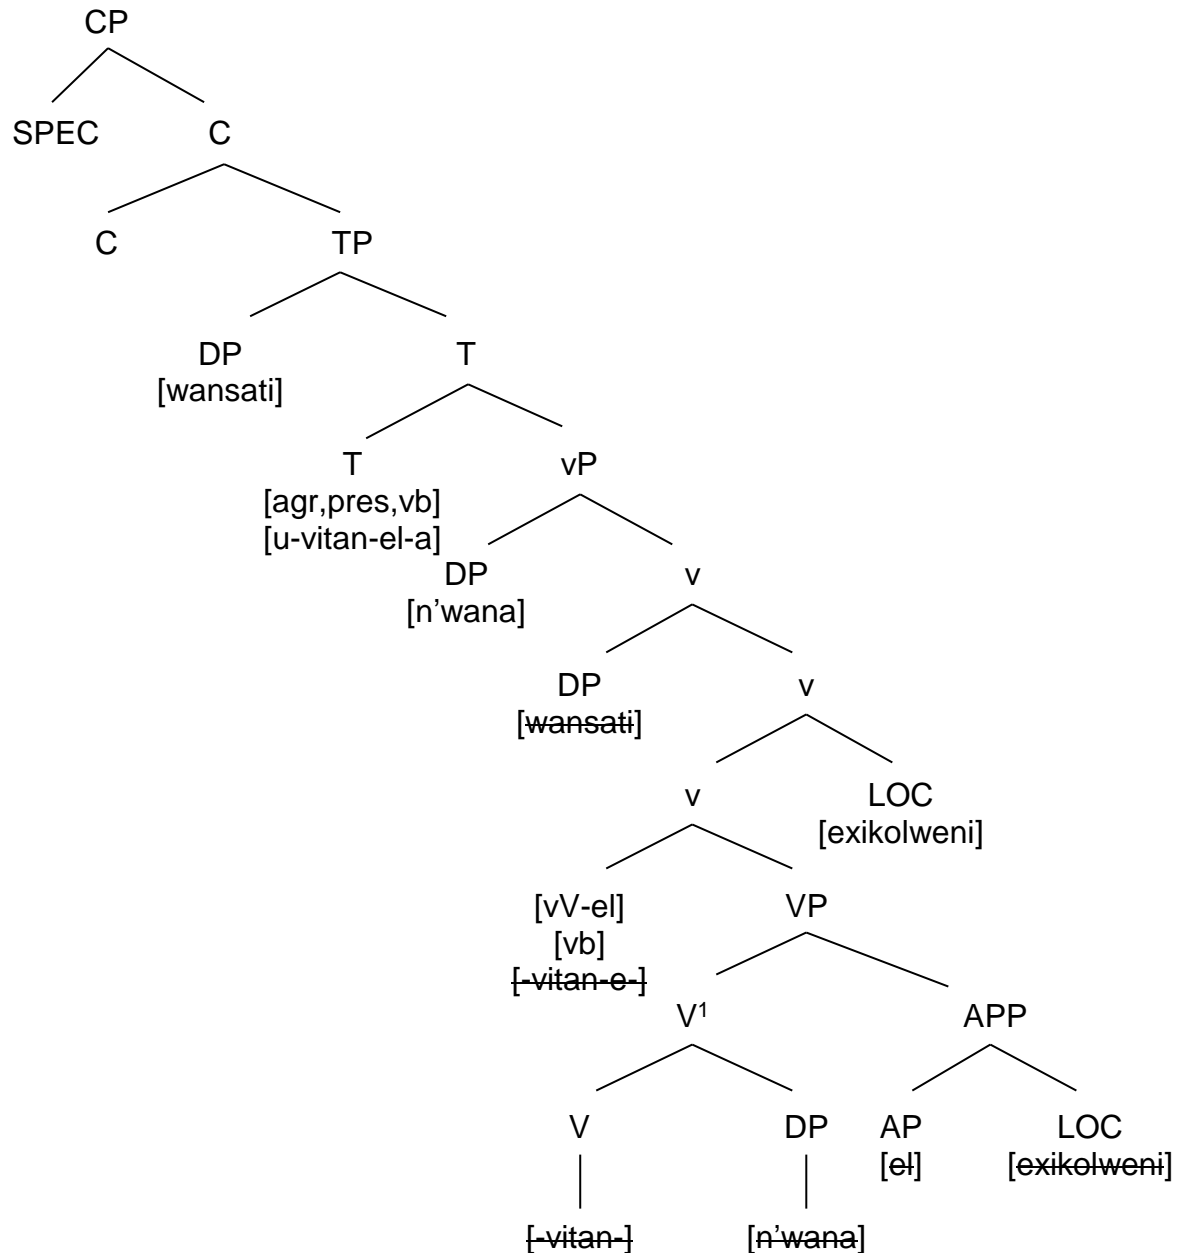 CP
SPEC C
C TP
DP T
[wansati]
T vP
[agr,pres,vb]
[u-vitan-el-a]
DP v
[n’wana]
DP v
[wansati]
v LOC
[exikolweni]
[vV-el] VP
[vb]
[-vitan-e-]
V¹ APP
V DP AP LOC
[el] [exikolweni]
[-vitan-] [n’wana]